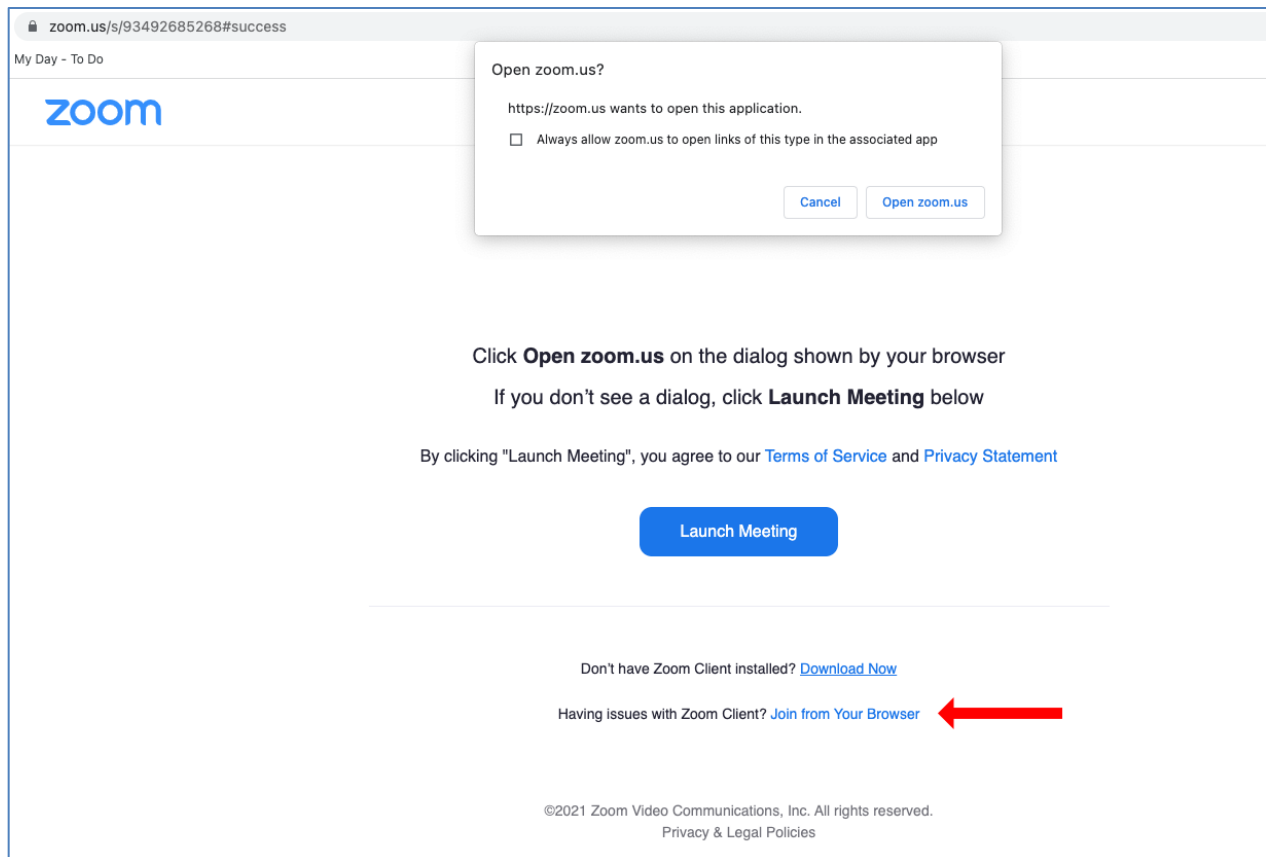 zoom.us/s/93492685268#success
My Day - To Do
zoom
Open zoom.us?
https://zoom.us wants to open this application.
Always allow zoom.us to open links of this type in the associated app
Cancel Open zoom.us
Click Open zoom.us on the dialog shown by your browser
If you don't see a dialog, click Launch Meeting below
By clicking "Launch Meeting", you agree to our Terms of Service and Privacy Statement
Launch Meeting
Don't have Zoom Client installed? Download Now
Having issues with Zoom Client? Join from Your Browser
©2021 Zoom Video Communications, Inc. All rights reserved.
Privacy & Legal Policies